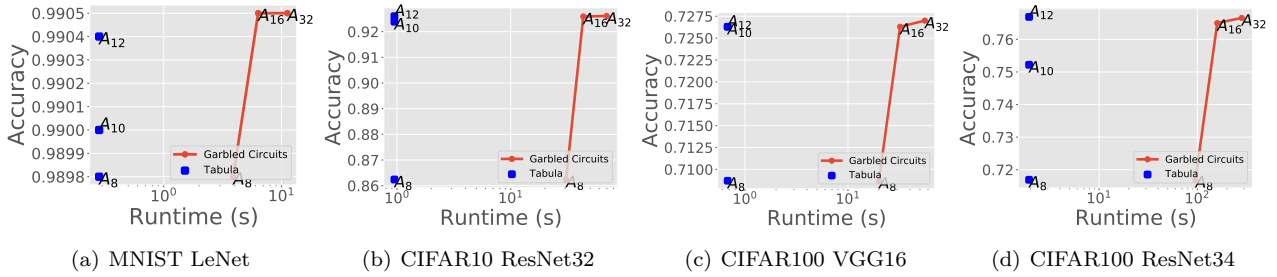 Accuracy
0.9905
0.9904
0.9903
0.9902
0.9901
0.9900
0.9899
0.9898
A12
A10
A8
A16
A32
A8
Garbled Circuits
Tabula
10^0
10^1
Runtime (s)
(a) MNIST LeNet
Accuracy
0.92
0.91
0.90
0.89
0.88
0.87
0.86
A12
A10
A8
A16
A32
A8
Garbled Circuits
Tabula
10^0
10^1
Runtime (s)
(b) CIFAR10 ResNet32
Accuracy
0.7275
0.7250
0.7225
0.7200
0.7175
0.7150
0.7125
0.7100
A12
A10
A8
A16
A32
A8
Garbled Circuits
Tabula
10^0
10^1
Runtime (s)
(c) CIFAR100 VGG16
Accuracy
0.76
0.75
0.74
0.73
0.72
A12
A10
A8
A16
A32
A8
Garbled Circuits
Tabula
10^1
10^2
Runtime (s)
(d) CIFAR100 ResNet34